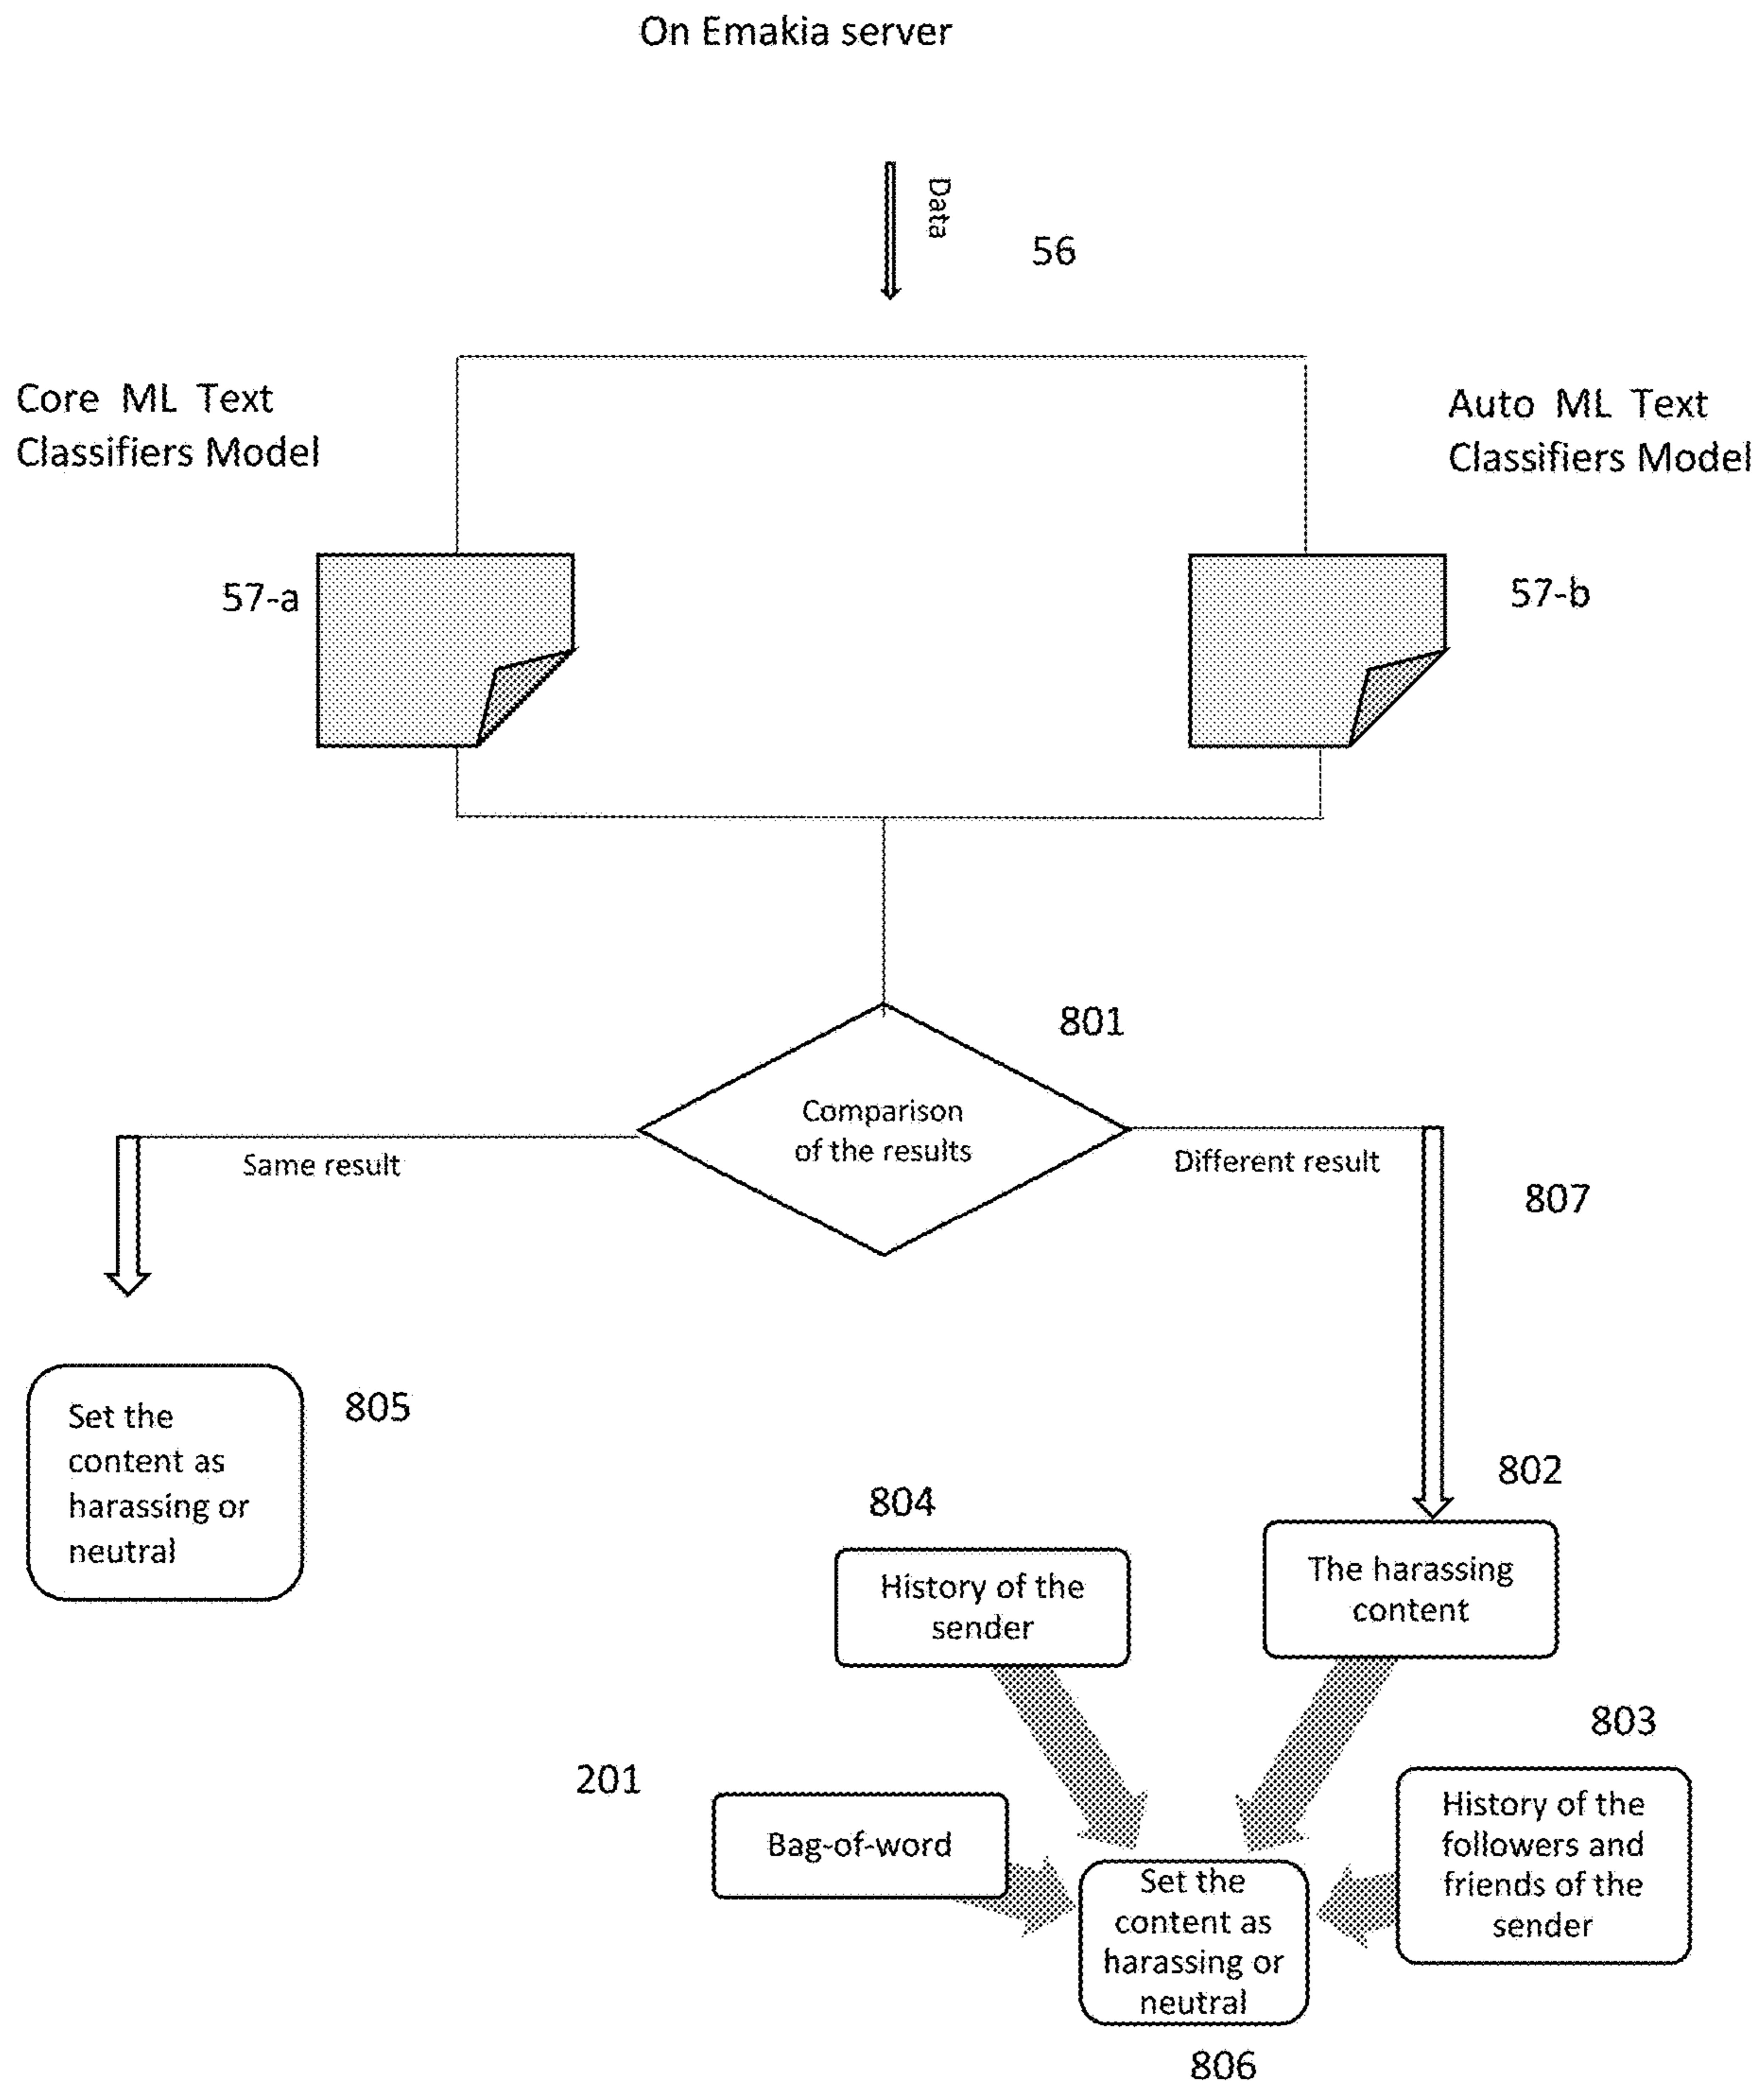 On Emakia server
Data
56
Core ML Text
Classifiers Model
Auto ML Text
Classifiers Model
57-a
57-b
801
Comparison
of the results
Same result
Different result
807
Set the
content as
harassing or
neutral
805
802
804
History of the
sender
The harassing
content
803
201
Bag-of-word
History of the
followers and
friends of the
sender
Set the
content as
harassing or
neutral
806